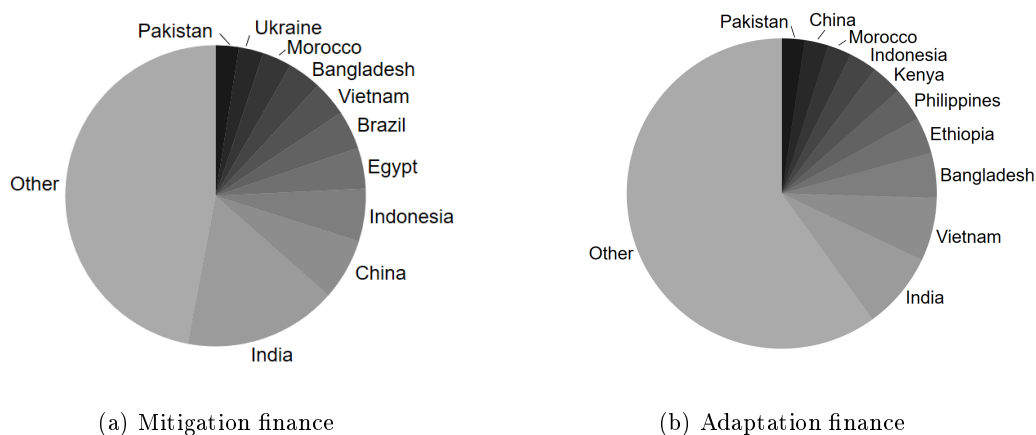 Pakistan
Ukraine
Morocco
Bangladesh
Vietnam
Brazil
Egypt
Indonesia
China
India
Other
(a) Mitigation finance
Pakistan
China
Morocco
Indonesia
Kenya
Philippines
Ethiopia
Bangladesh
Vietnam
India
Other
(b) Adaptation finance